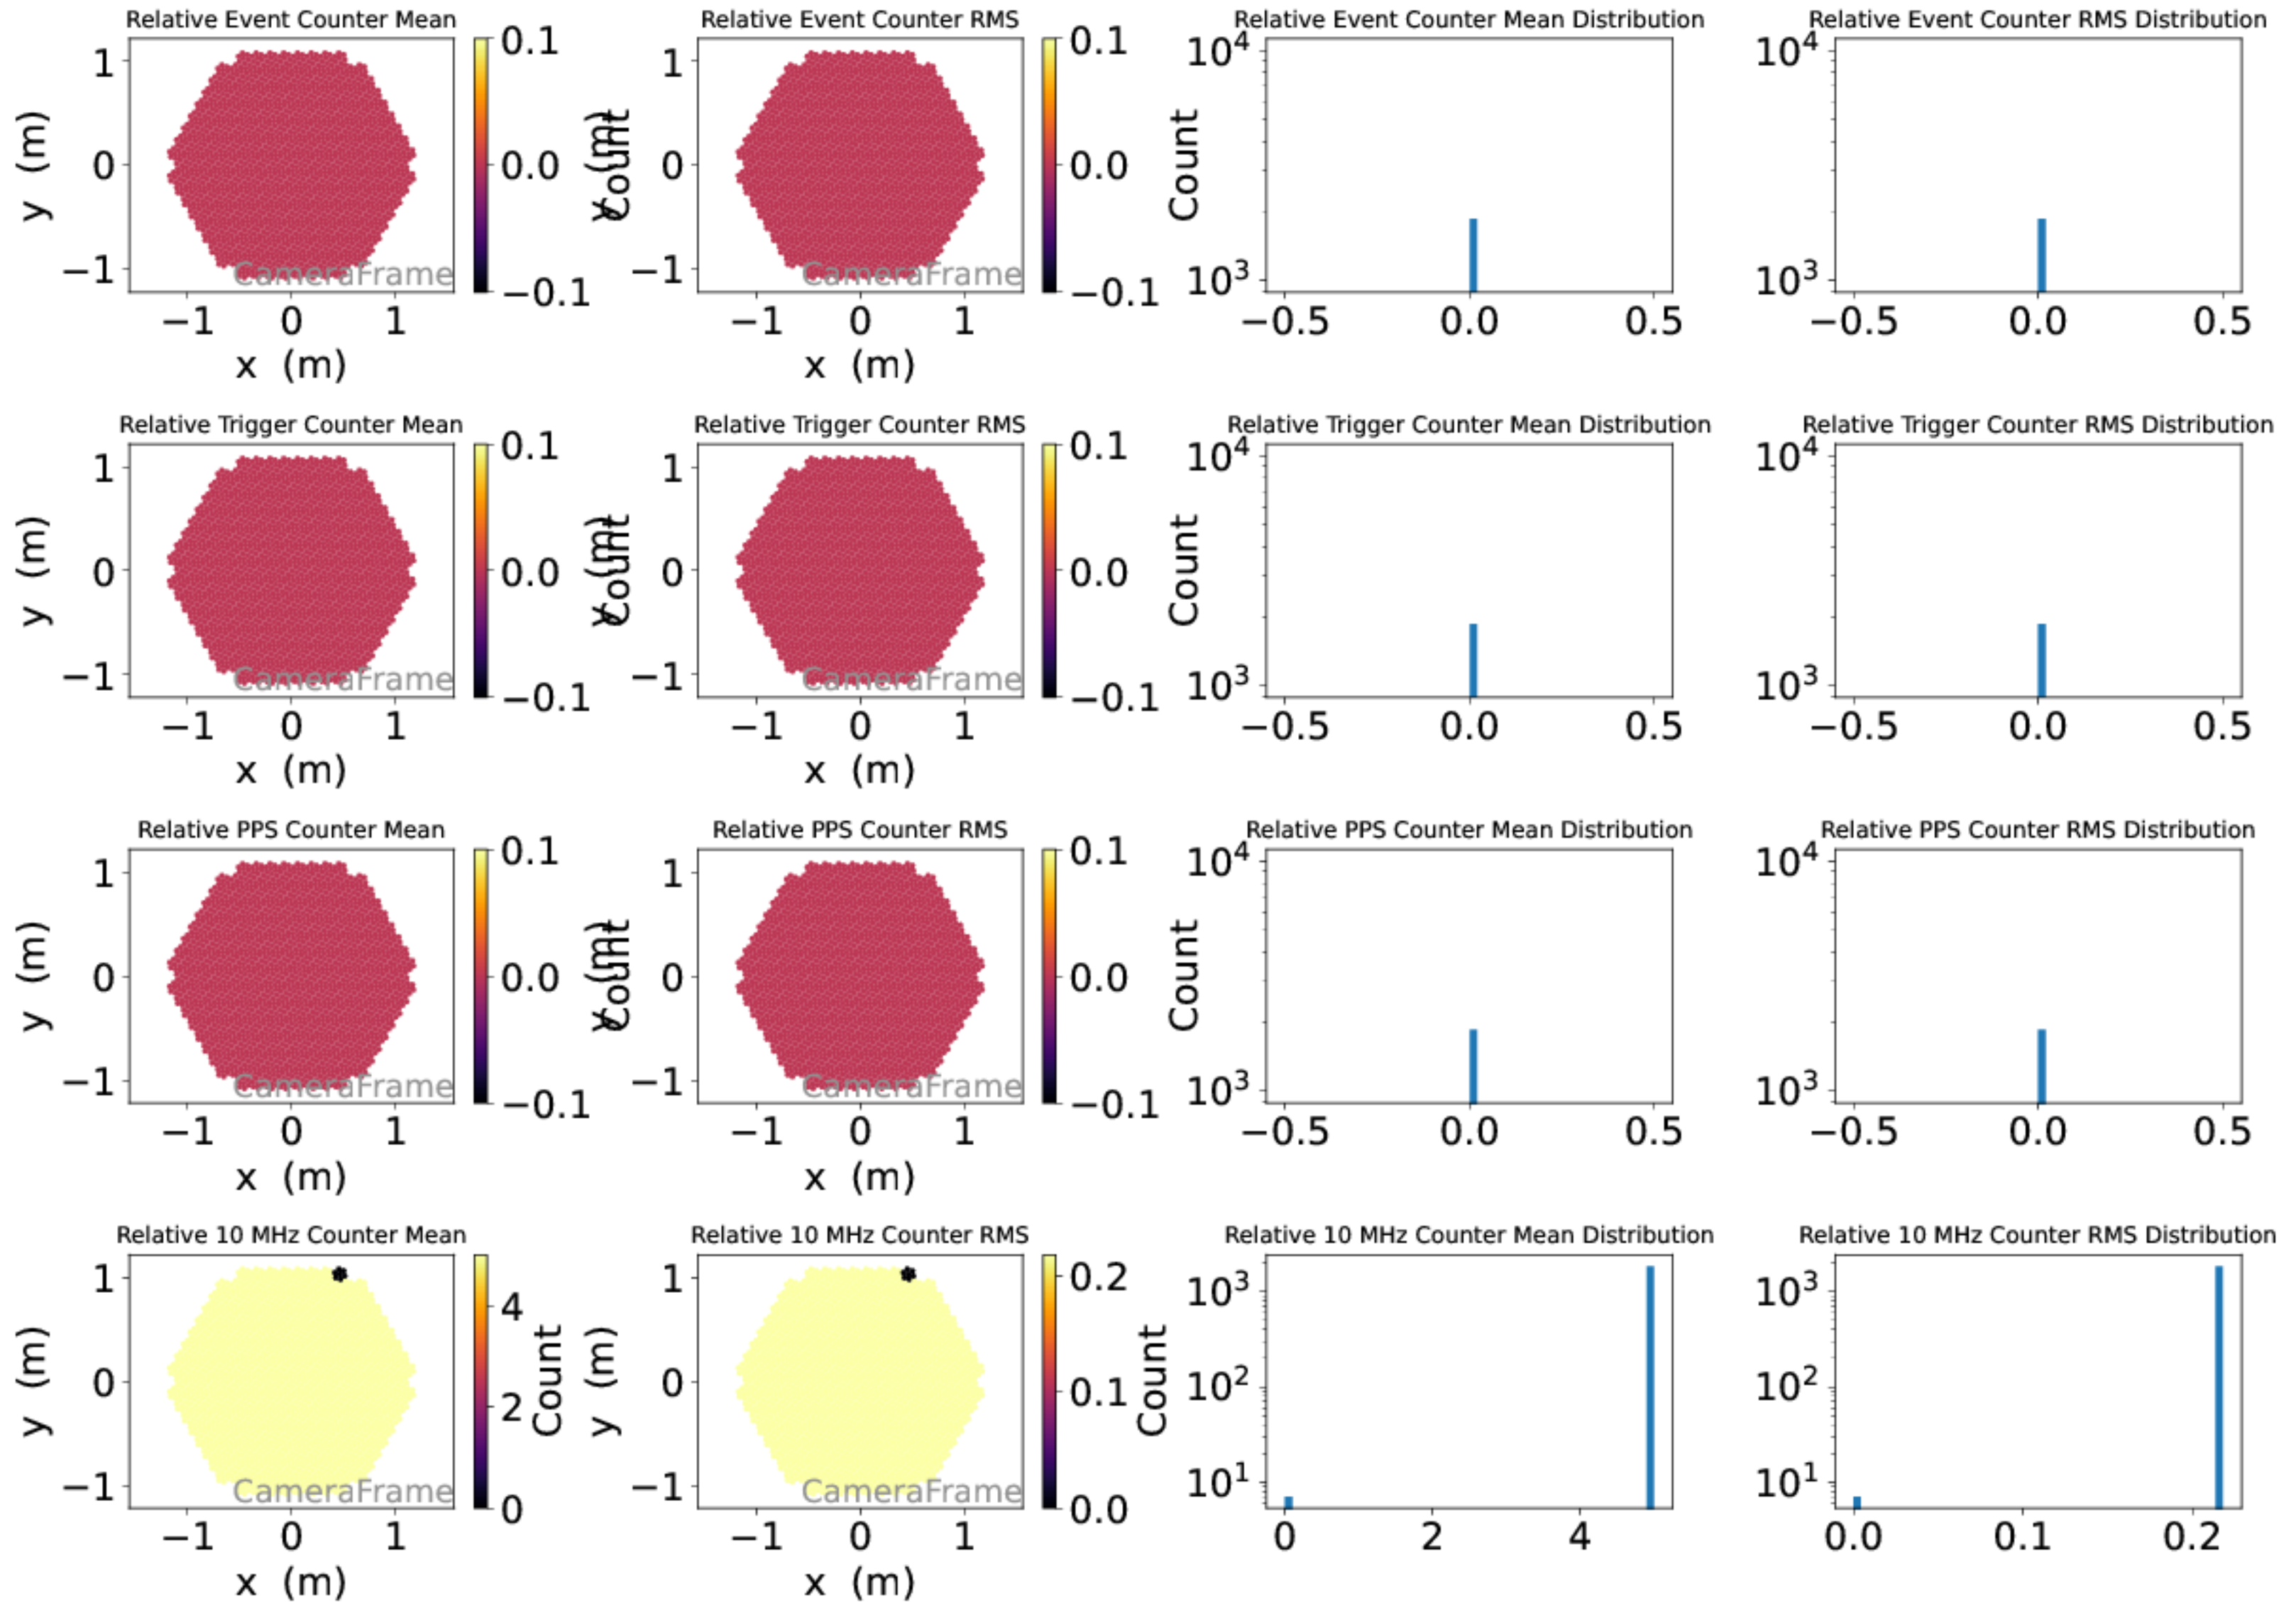 Relative Event Counter Mean
Relative Event Counter RMS
Relative Event Counter Mean Distribution
Relative Event Counter RMS Distribution
y (m)
1
0
−1
−1 0 1
x (m)
CameraFrame
0.1
0.0
−0.1
Count
y (m)
1
0
−1
−1 0 1
x (m)
CameraFrame
0.1
0.0
−0.1
Count
10^4
10^3
−0.5 0.0 0.5
10^4
10^3
−0.5 0.0 0.5
Relative Trigger Counter Mean
Relative Trigger Counter RMS
Relative Trigger Counter Mean Distribution
Relative Trigger Counter RMS Distribution
y (m)
1
0
−1
−1 0 1
x (m)
CameraFrame
0.1
0.0
−0.1
Count
y (m)
1
0
−1
−1 0 1
x (m)
CameraFrame
0.1
0.0
−0.1
Count
10^4
10^3
−0.5 0.0 0.5
10^4
10^3
−0.5 0.0 0.5
Relative PPS Counter Mean
Relative PPS Counter RMS
Relative PPS Counter Mean Distribution
Relative PPS Counter RMS Distribution
y (m)
1
0
−1
−1 0 1
x (m)
CameraFrame
0.1
0.0
−0.1
Count
y (m)
1
0
−1
−1 0 1
x (m)
CameraFrame
0.1
0.0
−0.1
Count
10^4
10^3
−0.5 0.0 0.5
10^4
10^3
−0.5 0.0 0.5
Relative 10 MHz Counter Mean
Relative 10 MHz Counter RMS
Relative 10 MHz Counter Mean Distribution
Relative 10 MHz Counter RMS Distribution
y (m)
1
0
−1
−1 0 1
x (m)
CameraFrame
4
2
0
Count
y (m)
1
0
−1
−1 0 1
x (m)
CameraFrame
0.2
0.1
0.0
Count
10^3
10^2
10^1
0 2 4
10^3
10^2
10^1
0.0 0.1 0.2